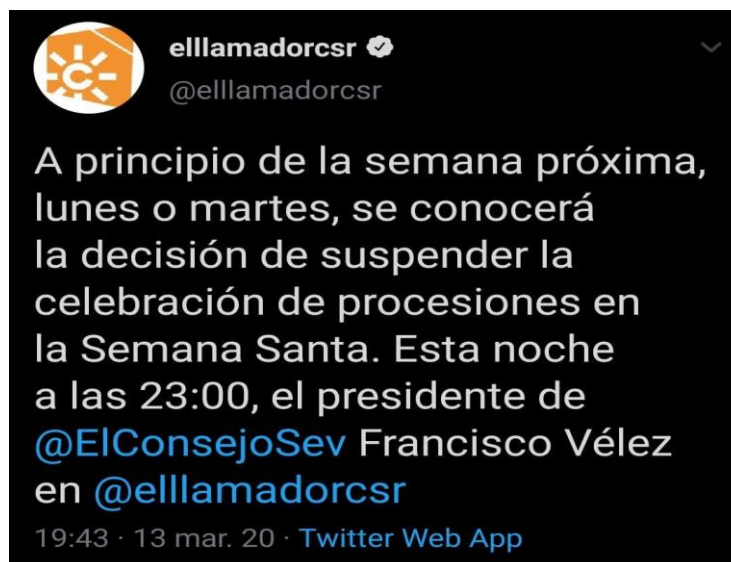 elllamadorcsr
@elllamadorcsr
A principio de la semana próxima,
lunes o martes, se conocerá
la decisión de suspender la
celebración de procesiones en
la Semana Santa. Esta noche
a las 23:00, el presidente de
@ElConsejoSev Francisco Vélez
en @elllamadorcsr
19:43 · 13 mar. 20 · Twitter Web App